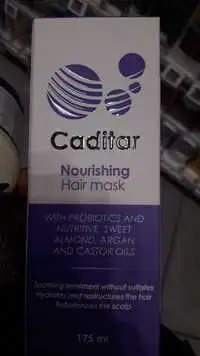 Caditar
Nourishing
Hair mask
WITH PROBIOTICS AND
NUTRITIVE SWEET
ALMOND, ARGAN
AND CASTOR OILS
Soothing treatment without sulfates
Hydrates and restructures the hair
Rebalances the scalp
175 ml